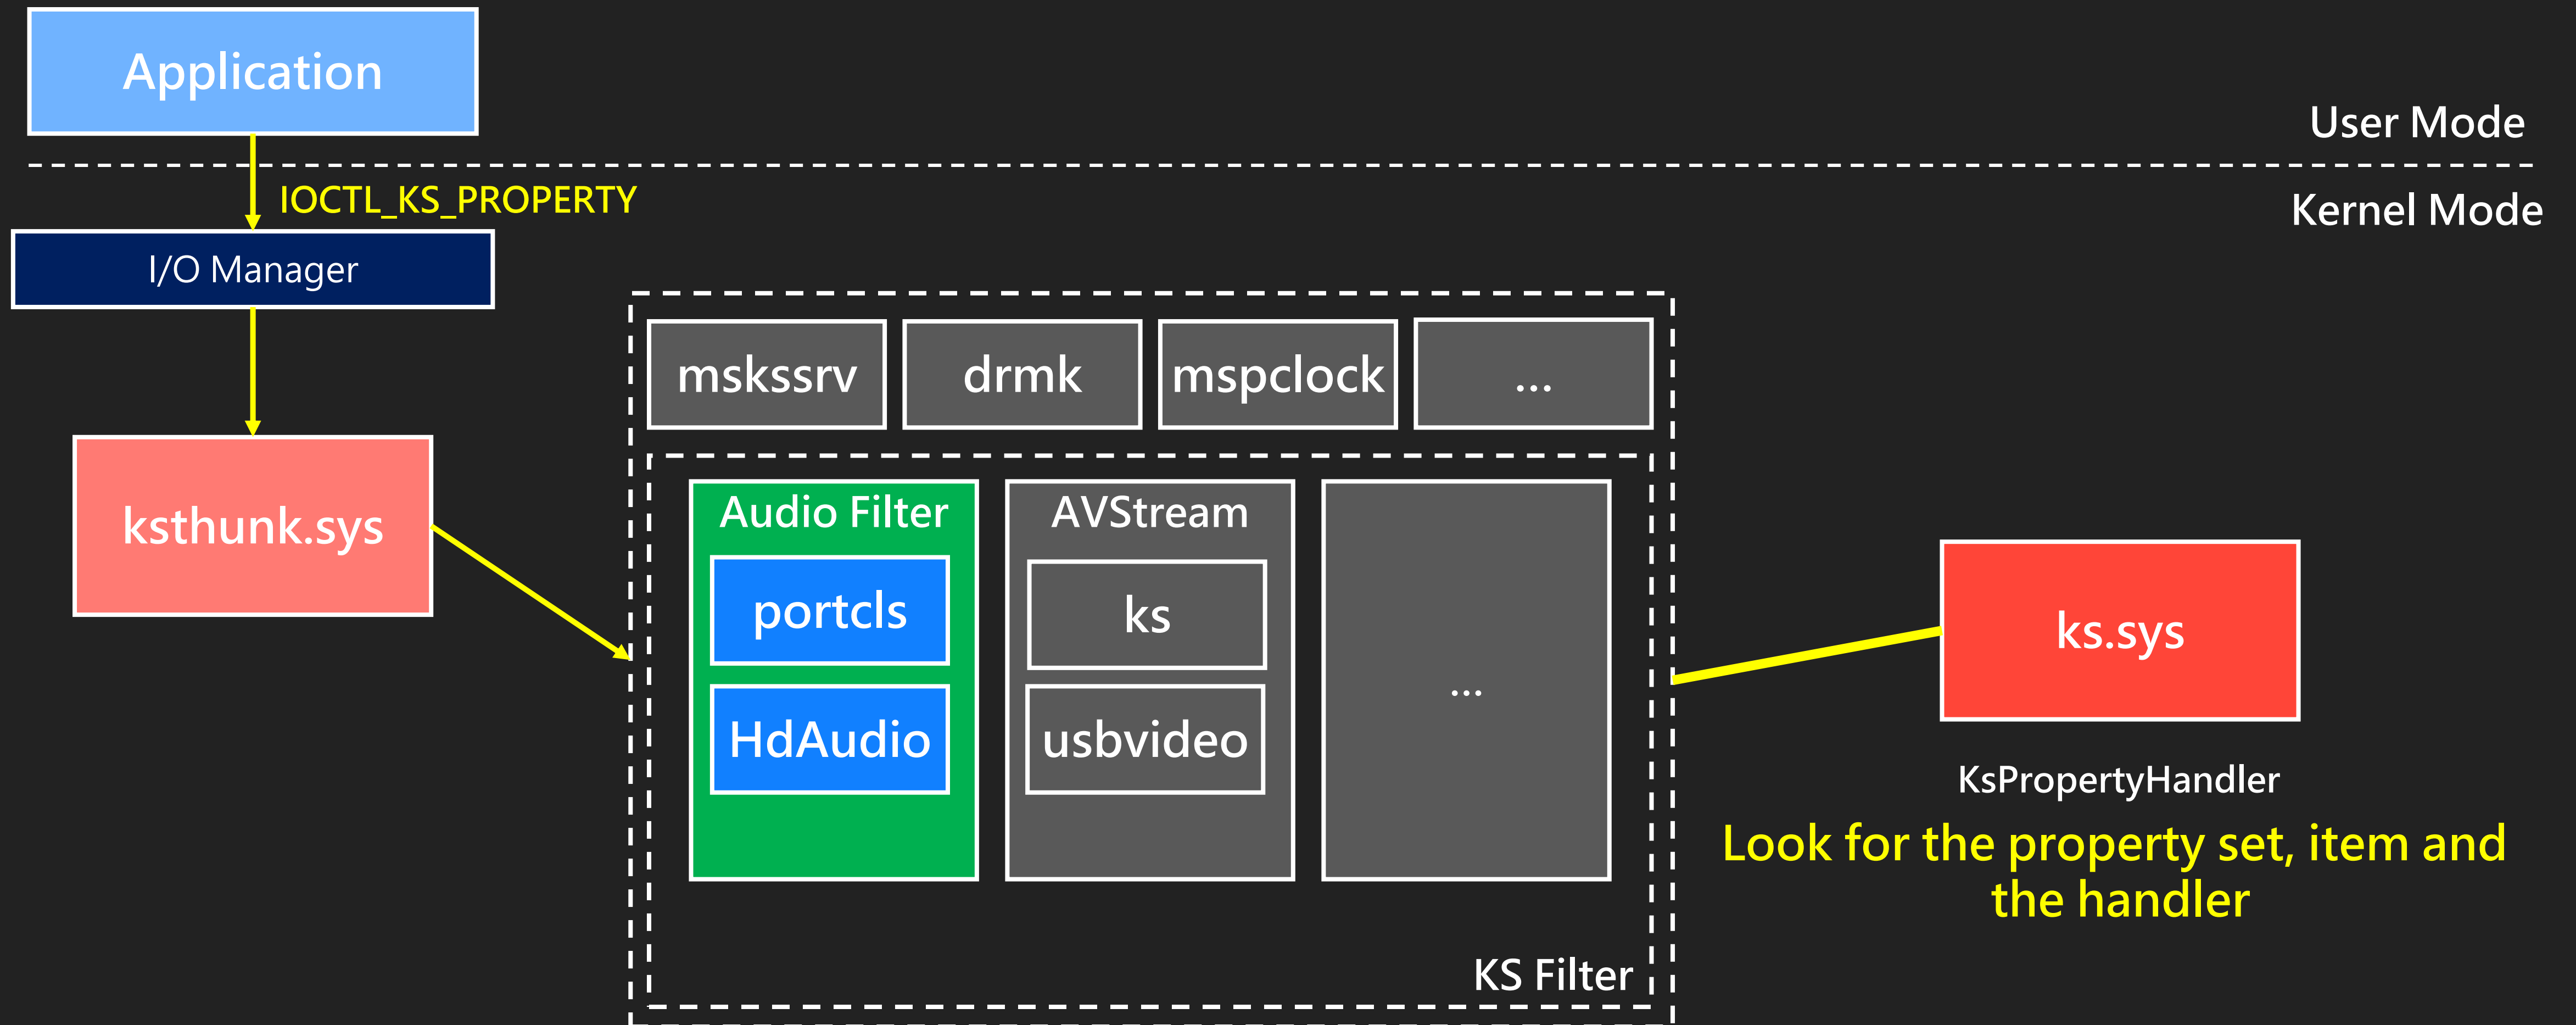 Application
User Mode
IOCTL_KS_PROPERTY
Kernel Mode
I/O Manager
mskssrv
drmk
mspclock
...
ksthunk.sys
Audio Filter
portcls
HdAudio
AVStream
ks
usbvideo
...
KS Filter
ks.sys
KsPropertyHandler
Look for the property set, item and
the handler